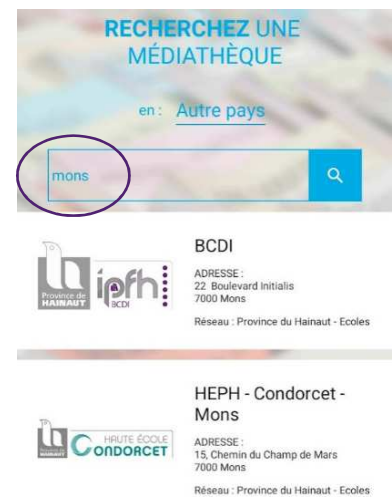 RECHERCHEZ UNE
MÉDIATHÈQUE
en : Autre pays
mons
BCDI
ADRESSE :
22 Boulevard Initialis
7000 Mons
Réseau : Province du Hainaut - Ecoles
Province de
HAINAUT
ipfh
BCDI
HEPH - Condorcet -
Mons
ADRESSE :
15, Chemin du Champ de Mars
7000 Mons
Réseau : Province du Hainaut - Ecoles
HAUTE ÉCOLE
CONDORCET